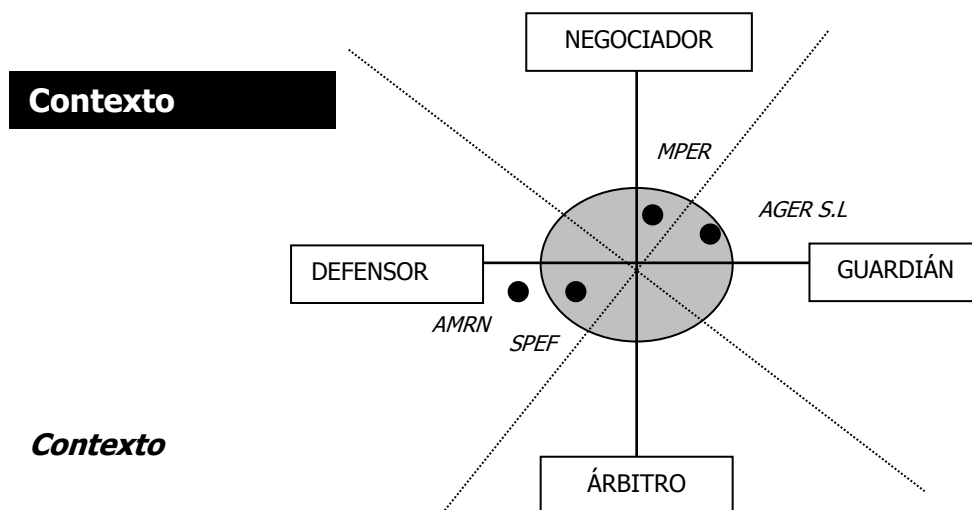 NEGOCIADOR
Contexto
MPER
AGER S.L
DEFENSOR
GUARDIÁN
AMRN
SPEF
Contexto
ÁRBITRO